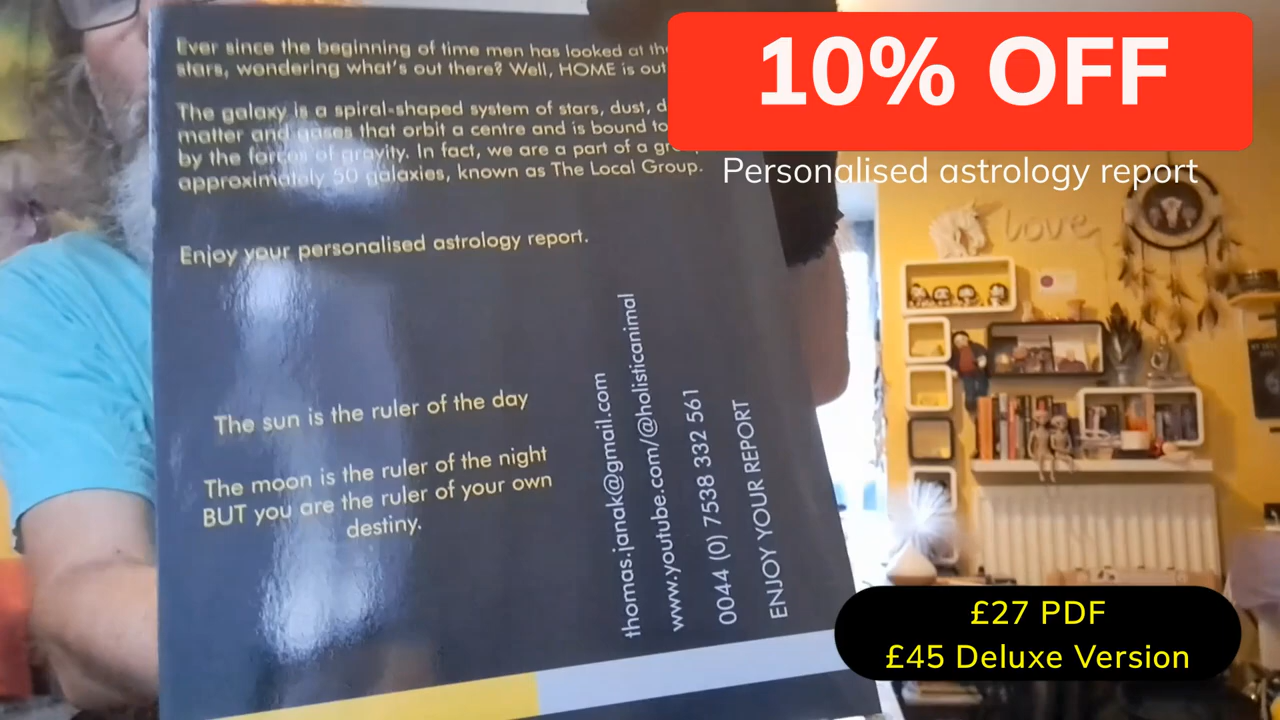 Ever since the beginning of time men has looked at the
stars, wondering what's out there? Well, HOME is out
The galaxy is a spiral-shaped system of stars, dust,
matter and gases that orbit a centre and is bound to
by the forces of gravity. In fact, we are a part of a
approximately 50 galaxies, known as The Local Group.
Enjoy your personalised astrology report.
The sun is the ruler of the day
The moon is the ruler of the night
BUT you are the ruler of your own
destiny.
thomas.janak@gmail.com
www.youtube.com/@holisticanimal
0044 (0) 7538 332 561
ENJOY YOUR REPORT
10% OFF
Personalised astrology report
love
£27 PDF
£45 Deluxe Version